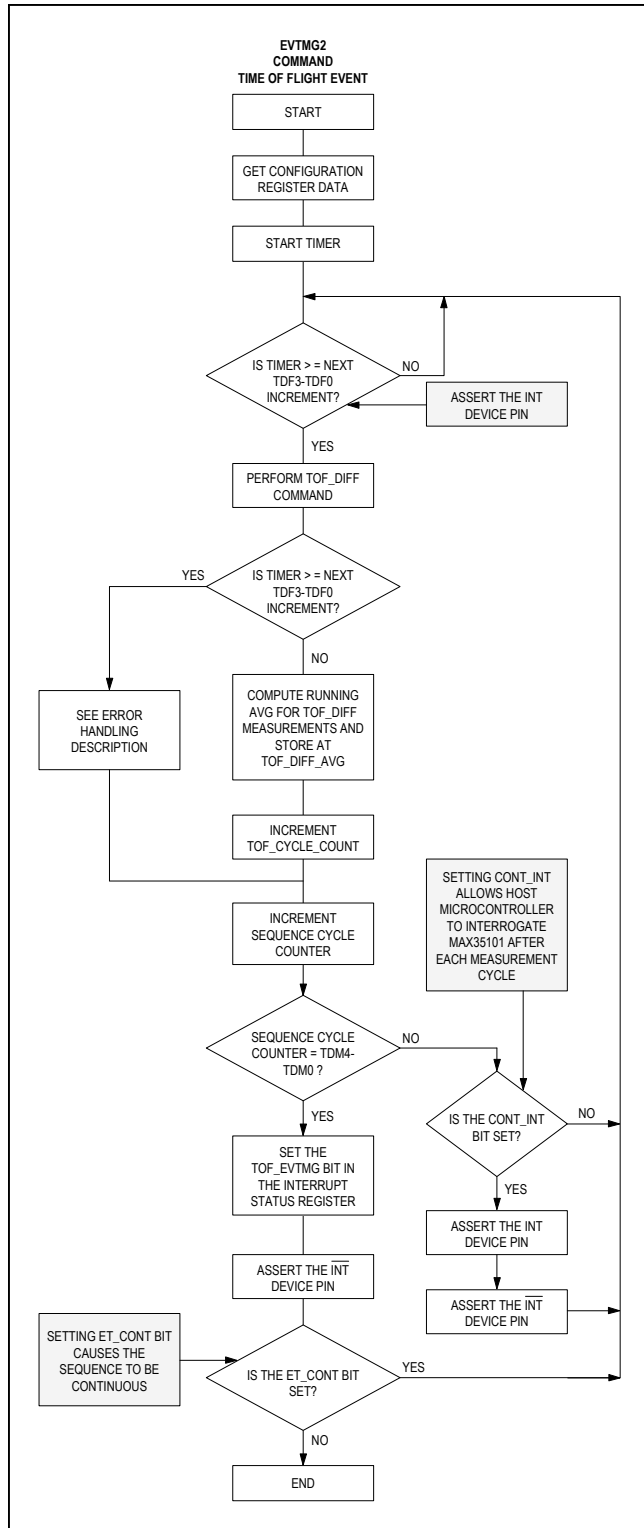 EVTMG2
COMMAND
TIME OF FLIGHT EVENT
START
GET CONFIGURATION
REGISTER DATA
START TIMER
IS TIMER > = NEXT
TDF3-TDF0
INCREMENT?
NO
ASSERT THE INT
DEVICE PIN
YES
PERFORM TOF_DIFF
COMMAND
YES
IS TIMER > = NEXT
TDF3-TDF0
INCREMENT?
NO
SEE ERROR
HANDLING
DESCRIPTION
COMPUTE RUNNING
AVG FOR TOF_DIFF
MEASUREMENTS AND
STORE AT
TOF_DIFF_AVG
INCREMENT
TOF_CYCLE_COUNT
SETTING CONT_INT
ALLOWS HOST
MICROCONTROLLER
TO INTERROGATE
MAX35101 AFTER
EACH MEASUREMENT
CYCLE
INCREMENT
SEQUENCE CYCLE
COUNTER
SEQUENCE CYCLE
COUNTER = TDM4-
TDM0 ?
NO
YES
IS THE CONT_INT
BIT SET?
NO
YES
SET THE
TOF_EVTMG BIT IN
THE INTERRUPT
STATUS REGISTER
ASSERT THE INT
DEVICE PIN
ASSERT THE INT
DEVICE PIN
ASSERT THE INT
DEVICE PIN
SETTING ET_CONT BIT
CAUSES THE
SEQUENCE TO BE
CONTINUOUS
IS THE ET_CONT BIT
SET?
YES
NO
END